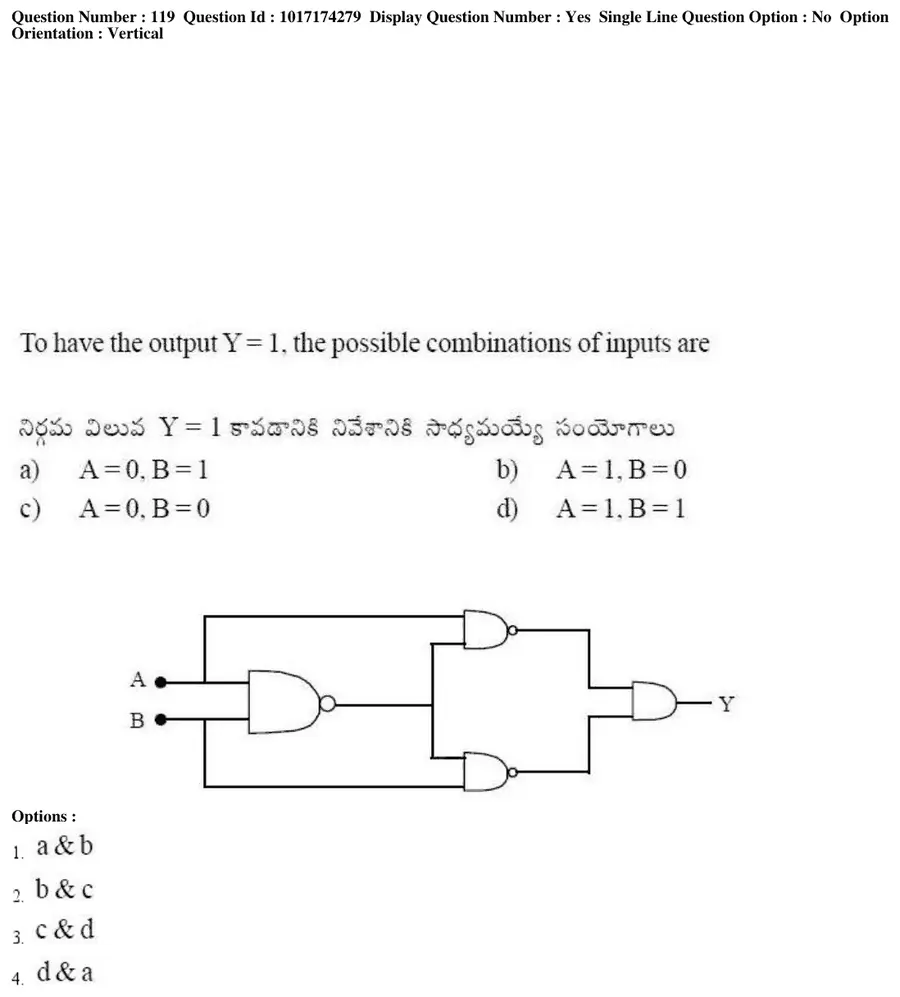 Question Number : 119 Question Id : 1017174279 Display Question Number : Yes Single Line Question Option : No Option
Orientation : Vertical
To have the output Y = 1, the possible combinations of inputs are
నిర్గమ విలువ Y = 1 కావడానికి నివేశానికి సాధ్యమయ్యే సంయోగాలు
a) A = 0, B = 1 b) A = 1, B = 0
c) A = 0, B = 0 d) A = 1, B = 1
A
B
Y
Options :
1. a & b
2. b & c
3. c & d
4. d & a